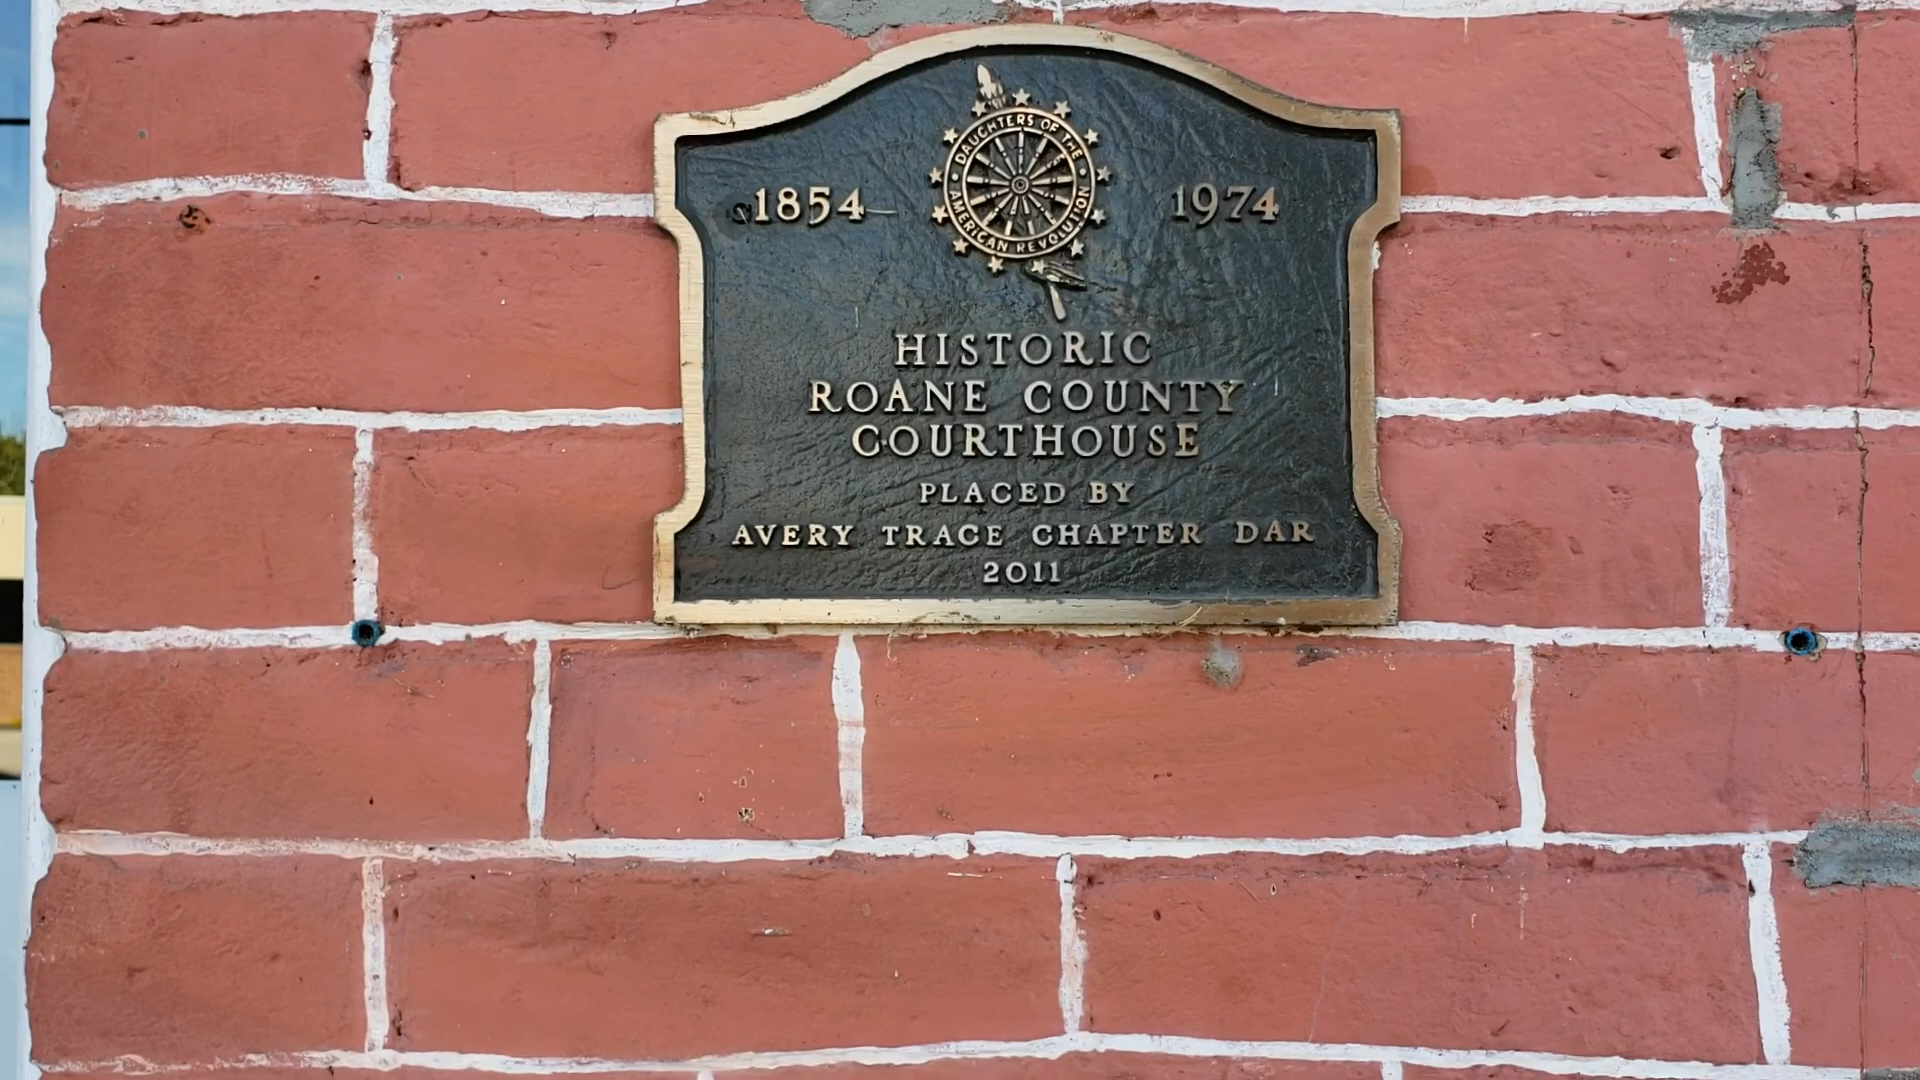 DAUGHTERS OF THE
AMERICAN REVOLUTION
1854 1974
HISTORIC
ROANE COUNTY
COURTHOUSE
PLACED BY
AVERY TRACE CHAPTER DAR
2011